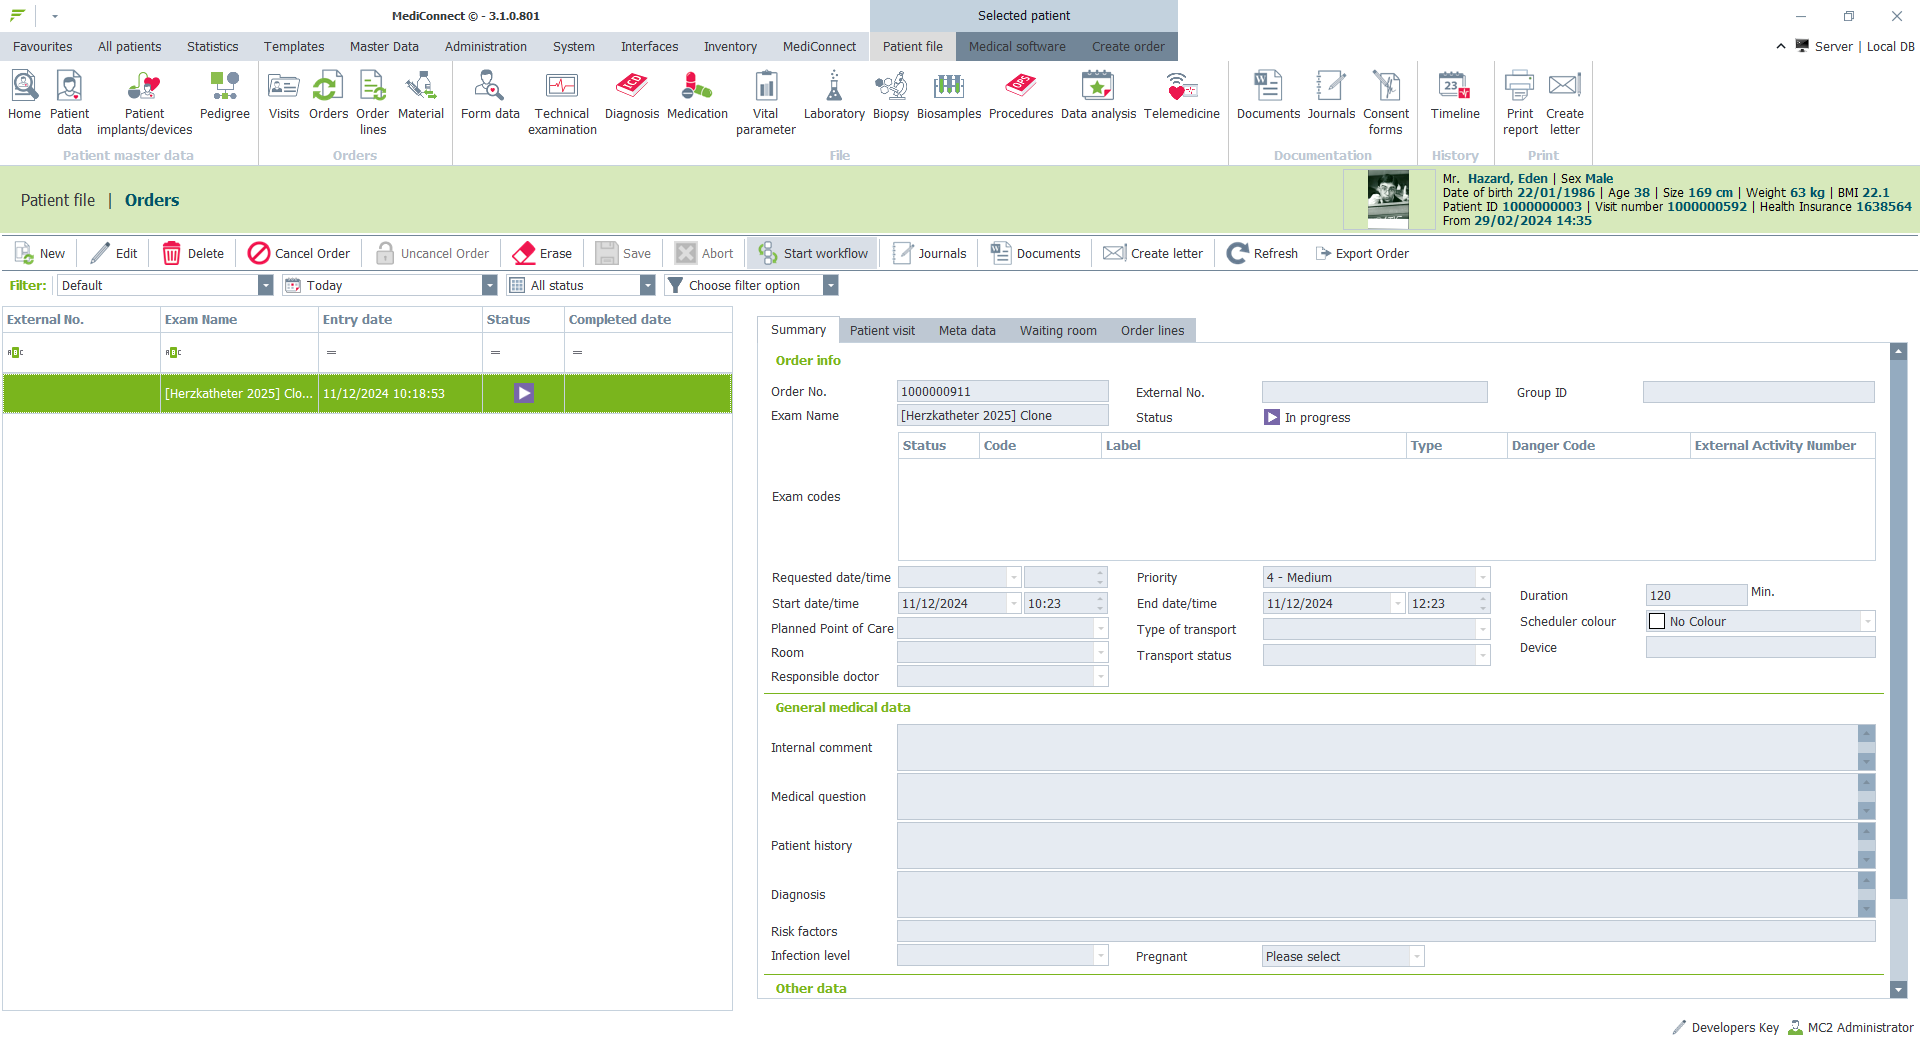 MediConnect © - 3.1.0.801
Selected patient
Favourites All patients Statistics Templates Master Data Administration System Interfaces Inventory MediConnect Patient file Medical software Create order Server | Local DB
Home Patient data Patient implants/devices Pedigree Visits Orders Order lines Material Form data Technical examination Diagnosis Medication Vital parameter Laboratory Biopsy Biosamples Procedures Data analysis Telemedicine Documents Journals Consent forms Timeline Print report Create letter
Patient master data Orders File Documentation History Print
Patient file | Orders
Mr. Hazard, Eden | Sex Male
Date of birth 22/01/1986 | Age 38 | Size 169 cm | Weight 63 kg | BMI 22.1
Patient ID 1000000003 | Visit number 1000000592 | Health Insurance 1638564
From 29/02/2024 14:35
New Edit Delete Cancel Order Uncancel Order Erase Save Abort Start workflow Journals Documents Create letter Refresh Export Order
Filter: Default Today All status Choose filter option
External No. Exam Name Entry date Status Completed date
ABC ABC = = =
[Herzkatheter 2025] Clo... 11/12/2024 10:18:53
Summary Patient visit Meta data Waiting room Order lines
Order info
Order No. 1000000911 External No. Group ID
Exam Name [Herzkatheter 2025] Clone Status In progress
Status Code Label Type Danger Code External Activity Number
Exam codes
Requested date/time Priority 4 - Medium
Duration 120 Min.
Start date/time 11/12/2024 10:23 End date/time 11/12/2024 12:23
Scheduler colour No Colour
Planned Point of Care Type of transport
Device
Room Transport status
Responsible doctor
General medical data
Internal comment
Medical question
Patient history
Diagnosis
Risk factors
Infection level Pregnant Please select
Other data
Developers Key MC2 Administrator